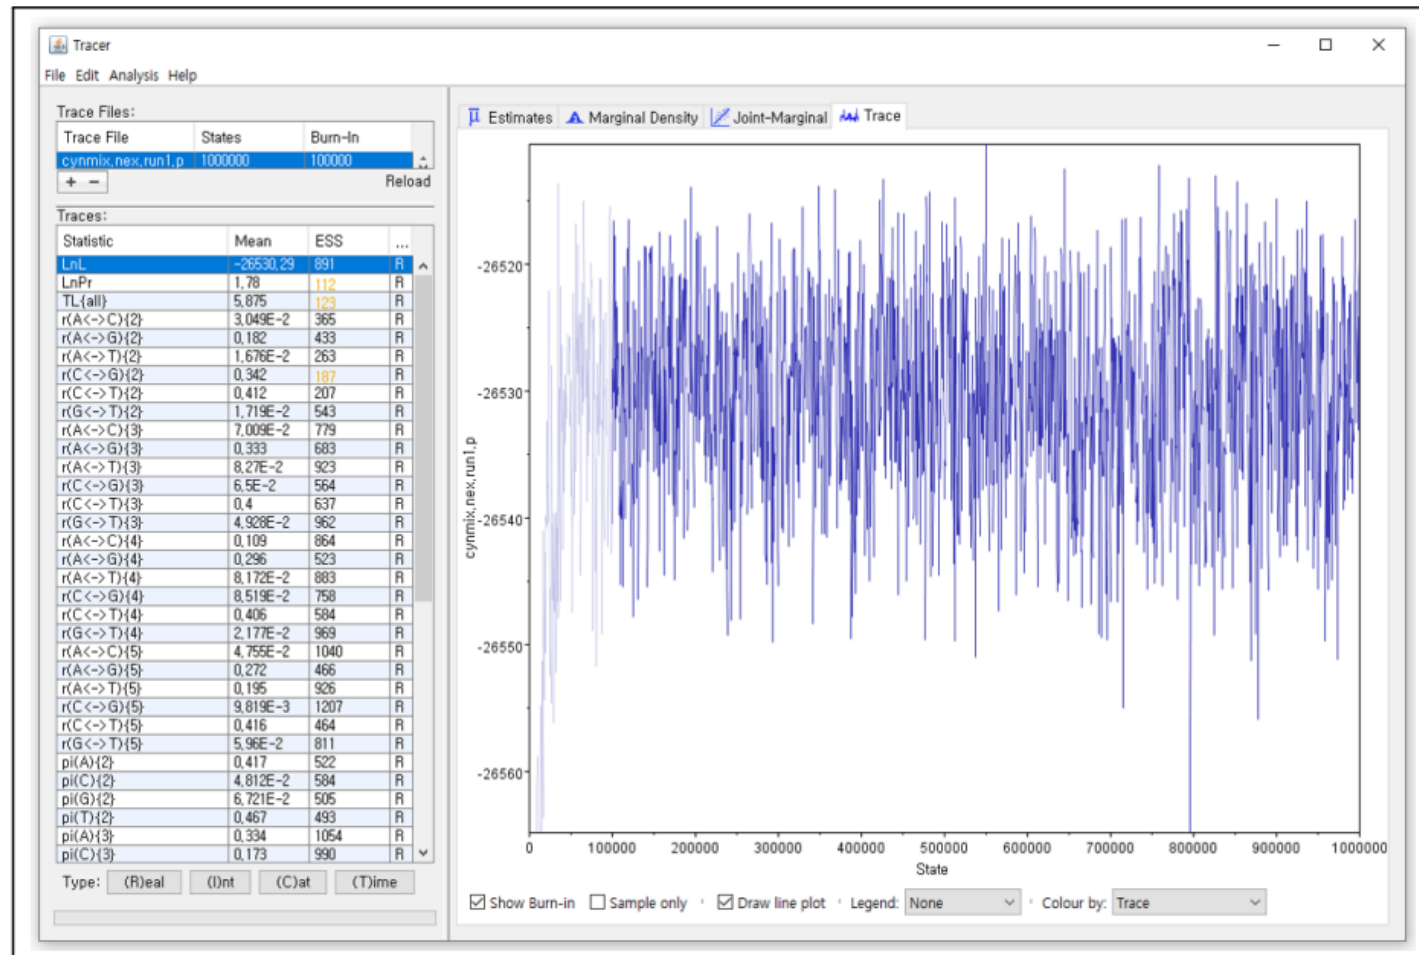 Tracer
File Edit Analysis Help
Trace Files:
Trace File States Burn-In
cynmix,nex,run1,p 1000000 100000
+ − Reload
Traces:
Statistic Mean ESS ...
LnL -26530,29 891 R
LnPr 1,78 112 R
TL{all} 5,875 123 R
r(A<->C){2} 3,049E-2 365 R
r(A<->G){2} 0,182 433 R
r(A<->T){2} 1,676E-2 263 R
r(C<->G){2} 0,342 187 R
r(C<->T){2} 0,412 207 R
r(G<->T){2} 1,719E-2 543 R
r(A<->C){3} 7,009E-2 779 R
r(A<->G){3} 0,333 683 R
r(A<->T){3} 8,27E-2 923 R
r(C<->G){3} 6,5E-2 564 R
r(C<->T){3} 0,4 637 R
r(G<->T){3} 4,928E-2 962 R
r(A<->C){4} 0,109 864 R
r(A<->G){4} 0,296 523 R
r(A<->T){4} 8,172E-2 883 R
r(C<->G){4} 8,519E-2 758 R
r(C<->T){4} 0,406 584 R
r(G<->T){4} 2,177E-2 969 R
r(A<->C){5} 4,755E-2 1040 R
r(A<->G){5} 0,272 466 R
r(A<->T){5} 0,195 926 R
r(C<->G){5} 9,819E-3 1207 R
r(C<->T){5} 0,416 464 R
r(G<->T){5} 5,96E-2 811 R
pi(A){2} 0,417 522 R
pi(C){2} 4,812E-2 584 R
pi(G){2} 6,721E-2 505 R
pi(T){2} 0,467 493 R
pi(A){3} 0,334 1054 R
pi(C){3} 0,173 990 R
Type: (R)eal (I)nt (C)at (T)ime
Estimates Marginal Density Joint-Marginal Trace
cynmix,nex,run1,p
-26520
-26530
-26540
-26550
-26560
0 100000 200000 300000 400000 500000 600000 700000 800000 900000 1000000
State
Show Burn-in Sample only Draw line plot Legend: None Colour by: Trace